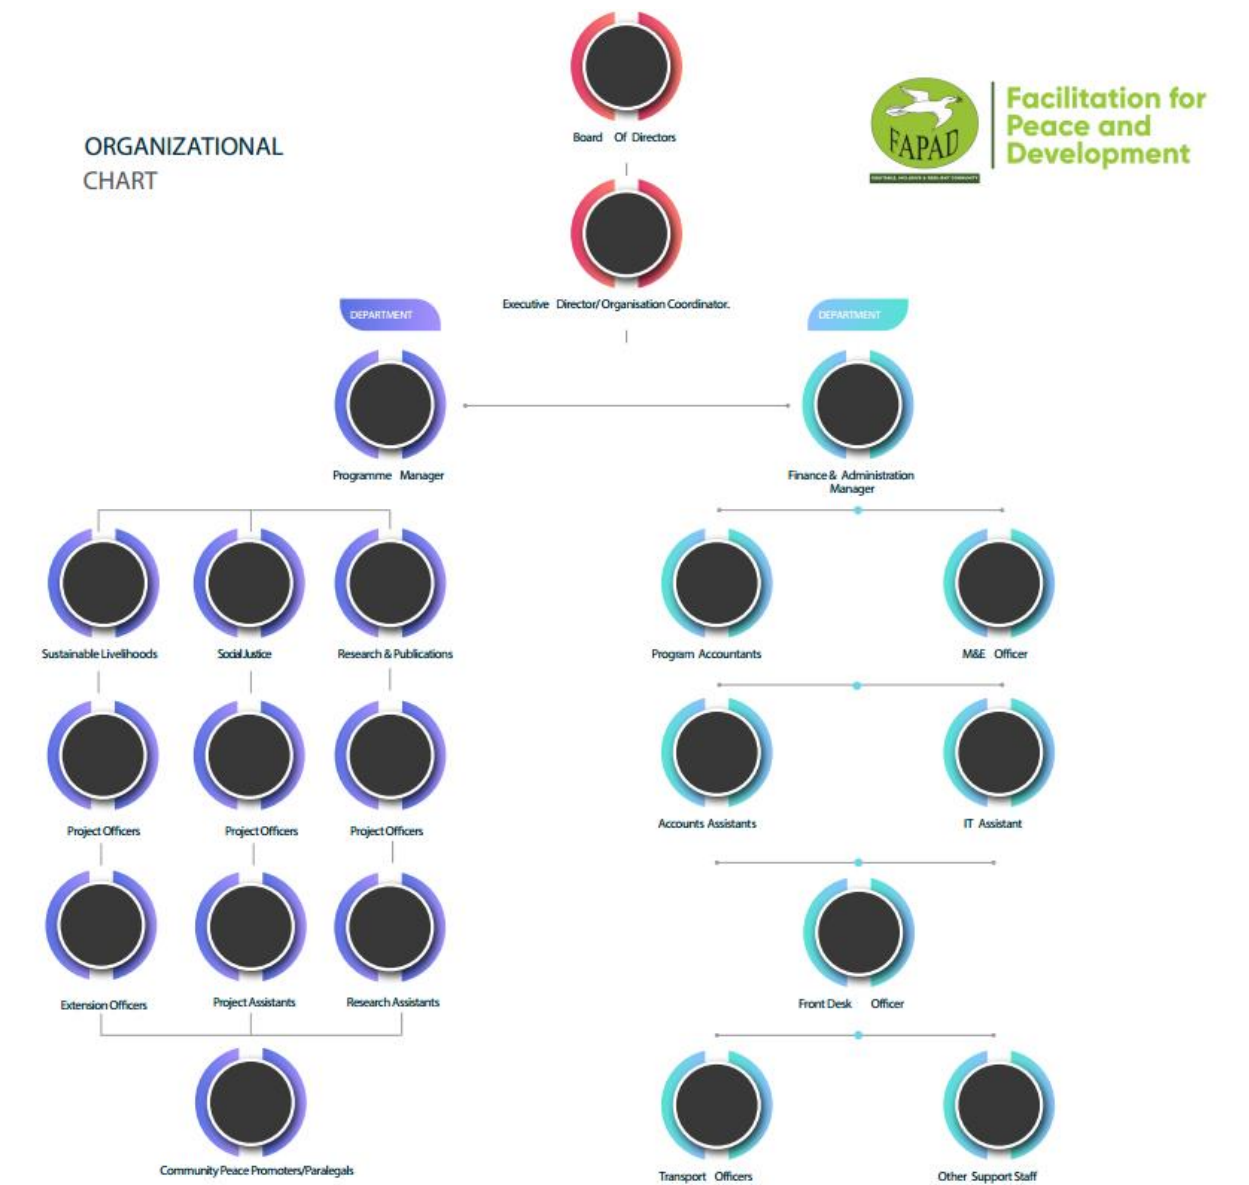 Board Of Directors
ORGANIZATIONAL
CHART
FAPAD
Facilitation for
Peace and
Development
Executive Director/Organisation Coordinator.
DEPARTMENT
DEPARTMENT
Programme Manager
Finance & Administration
Manager
Sustainable Livelihoods
Social Justice
Research & Publications
Program Accountants
M&E Officer
Project Officers
Project Officers
Project Officers
Accounts Assistants
IT Assistant
Extension Officers
Project Assistants
Research Assistants
Front Desk Officer
Community Peace Promoters/Paralegals
Transport Officers
Other Support Staff